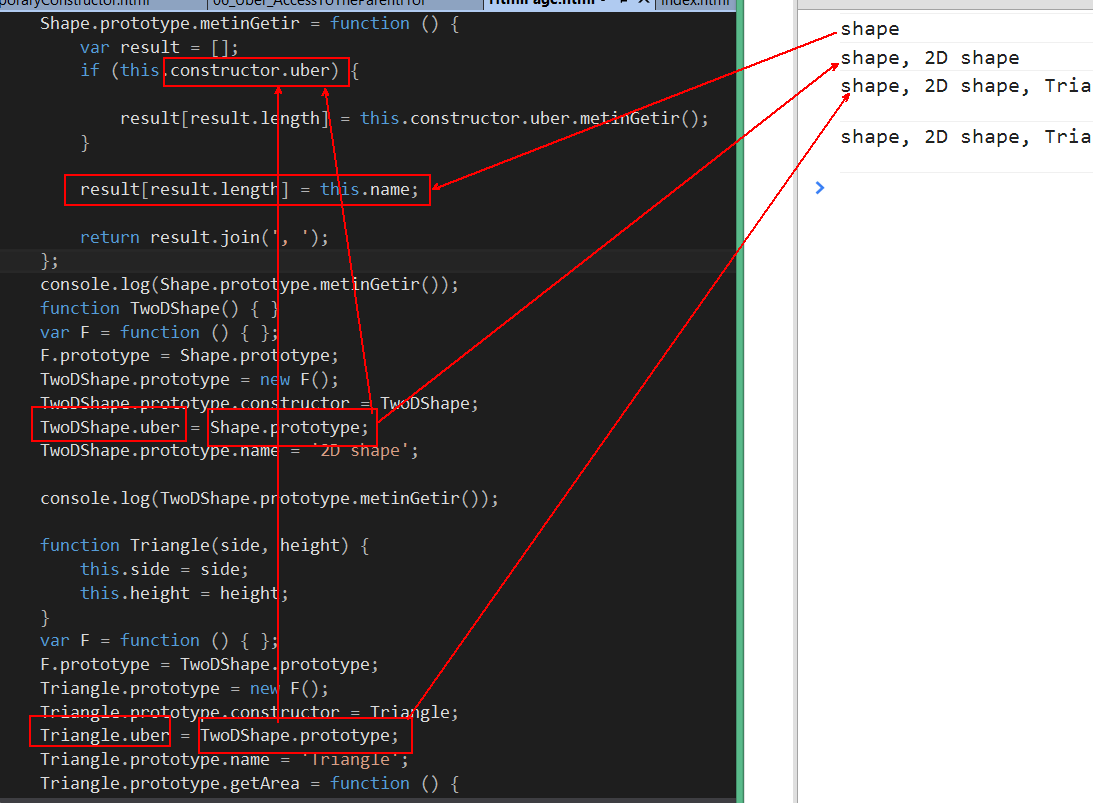 poraryConstructor.html 06_Uber_AccessToTheParentFror HtmlPage.html* index.html
Shape.prototype.metinGetir = function () {
var result = [];
if (this.constructor.uber) {
result[result.length] = this.constructor.uber.metinGetir();
}
result[result.length] = this.name;
return result.join(', ');
};
console.log(Shape.prototype.metinGetir());
function TwoDShape() { }
var F = function () { };
F.prototype = Shape.prototype;
TwoDShape.prototype = new F();
TwoDShape.prototype.constructor = TwoDShape;
TwoDShape.uber = Shape.prototype;
TwoDShape.prototype.name = '2D shape';
console.log(TwoDShape.prototype.metinGetir());
function Triangle(side, height) {
this.side = side;
this.height = height;
}
var F = function () { };
F.prototype = TwoDShape.prototype;
Triangle.prototype = new F();
Triangle.prototype.constructor = Triangle;
Triangle.uber = TwoDShape.prototype;
Triangle.prototype.name = 'Triangle';
Triangle.prototype.getArea = function () {
shape
shape, 2D shape
shape, 2D shape, Tria
shape, 2D shape, Tria
>